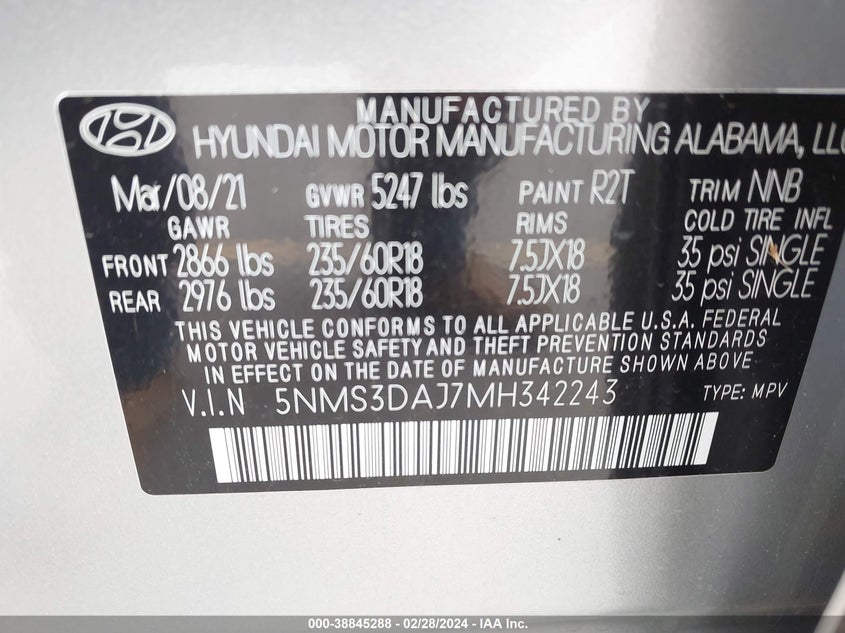 MANUFACTURED BY
HYUNDAI MOTOR MANUFACTURING ALABAMA, LLC
Mar/08/21 GVWR 5247 lbs PAINT R2T TRIM NNB
GAWR TIRES RIMS COLD TIRE INFL
FRONT 2866 lbs 235/60R18 7.5JX18 35 psi SINGLE
REAR 2976 lbs 235/60R18 7.5JX18 35 psi SINGLE
THIS VEHICLE CONFORMS TO ALL APPLICABLE U.S.A. FEDERAL
MOTOR VEHICLE SAFETY AND THEFT PREVENTION STANDARDS
IN EFFECT ON THE DATE OF MANUFACTURE SHOWN ABOVE
V.I.N 5NMS3DAJ7MH342243 TYPE: MPV
000-38845288 - 02/28/2024 - IAA Inc.